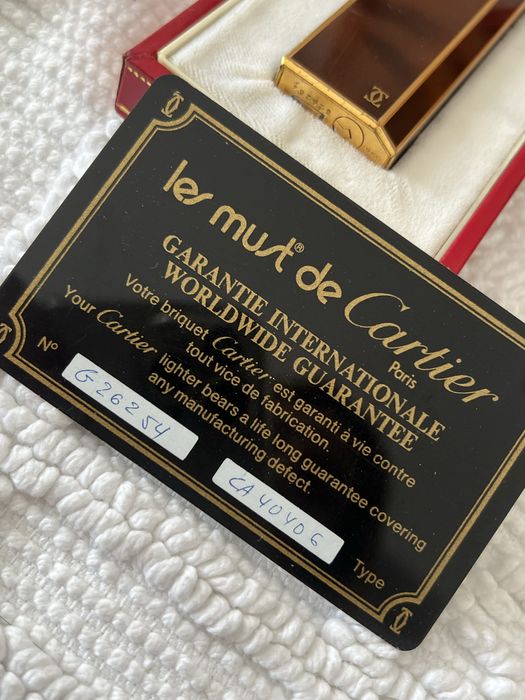 les must® de Cartier
Paris
GARANTIE INTERNATIONALE
WORLDWIDE GUARANTEE
Votre briquet Cartier est garanti à vie contre
tout vice de fabrication.
Your Cartier lighter bears a life long guarantee covering
any manufacturing defect.
N° G26254
CA40406 Type